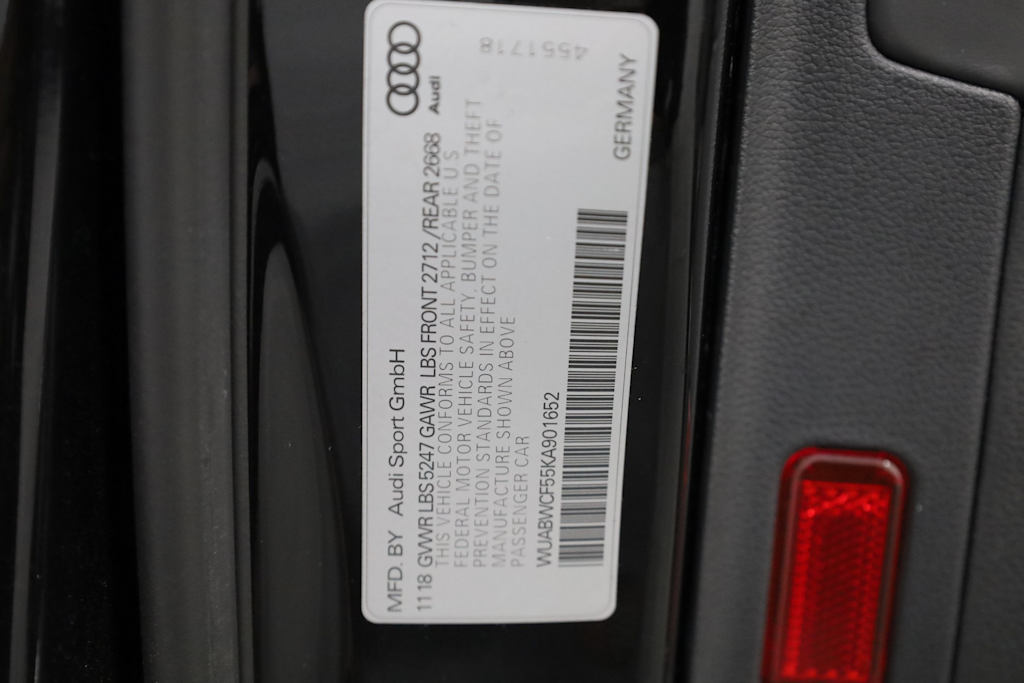 Audi
MFD. BY Audi Sport GmbH
11 18 GVWR LBS 5247 GAWR LBS FRONT 2712 /REAR 2668
THIS VEHICLE CONFORMS TO ALL APPLICABLE U S
FEDERAL MOTOR VEHICLE SAFETY, BUMPER AND THEFT
PREVENTION STANDARDS IN EFFECT ON THE DATE OF
MANUFACTURE SHOWN ABOVE
PASSENGER CAR
WUABWCF55KA901652
4551718
GERMANY